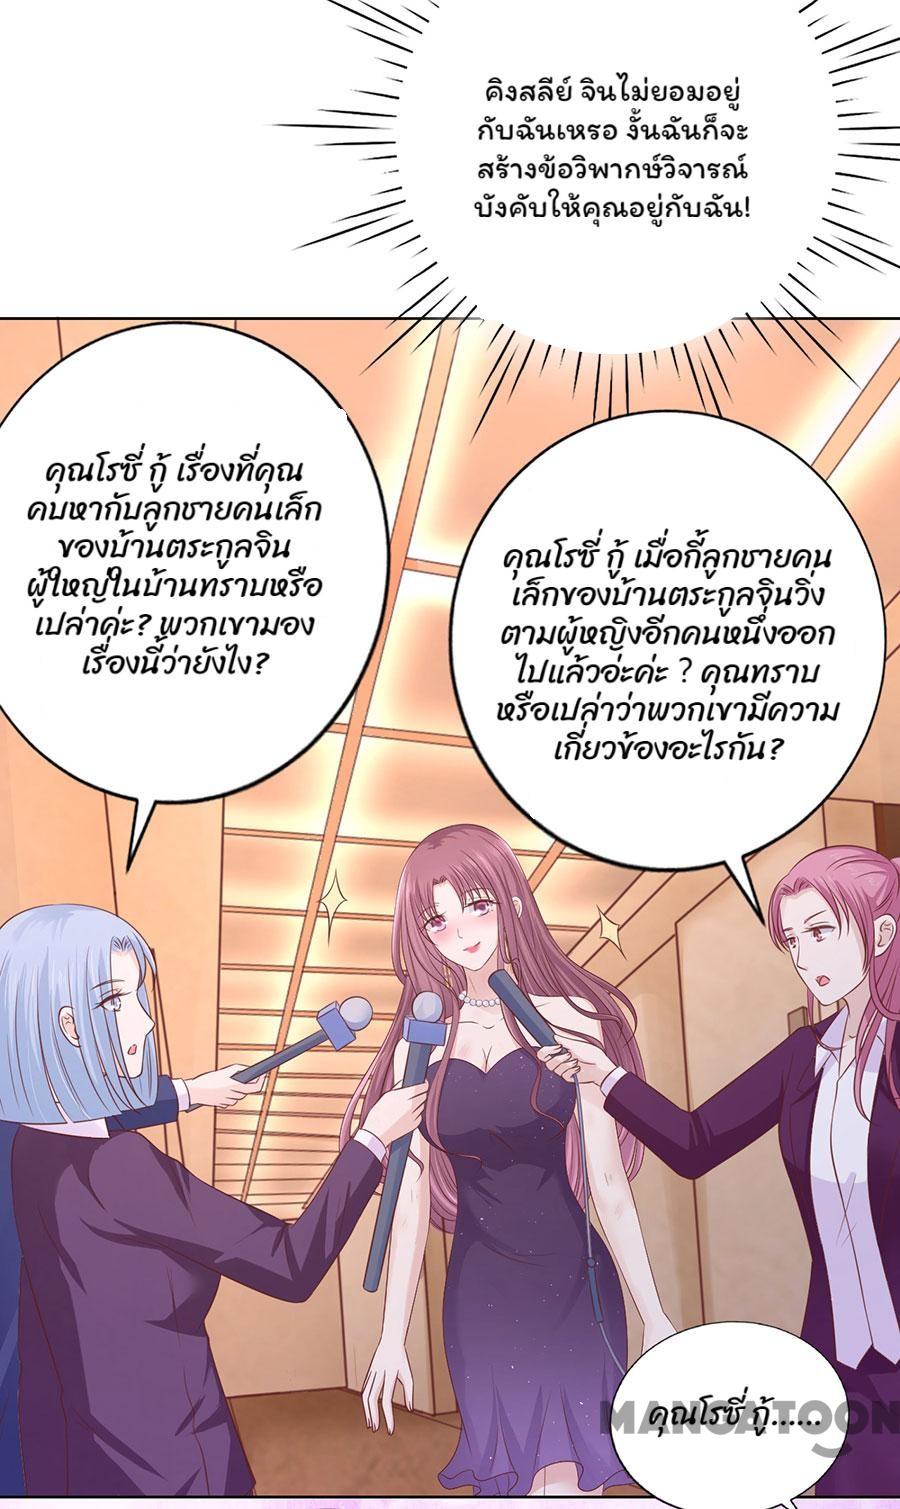 คิงสลีย์ จินไม่ยอมอยู่
กับฉันเหรอ งั้นฉันก็จะ
สร้างข้อวิพากษ์วิจารณ์
บังคับให้คุณอยู่กับฉัน!
คุณโรซี่ กู้ เรื่องที่คุณ
คบหากับลูกชายคนเล็ก
ของบ้านตระกูลจิน
ผู้ใหญ่ในบ้านทราบหรือ
เปล่าค่ะ? พวกเขามอง
เรื่องนี้ว่ายังไง?
คุณโรซี่ กู้ เมื่อกี้ลูกชายคน
เล็กของบ้านตระกูลจินวิ่ง
ตามผู้หญิงอีกคนหนึ่งออก
ไปแล้วอ่ะค่ะ ? คุณทราบ
หรือเปล่าว่าพวกเขามีความ
เกี่ยวข้องอะไรกัน?
คุณโรซี่ กู้......
MANGATOON